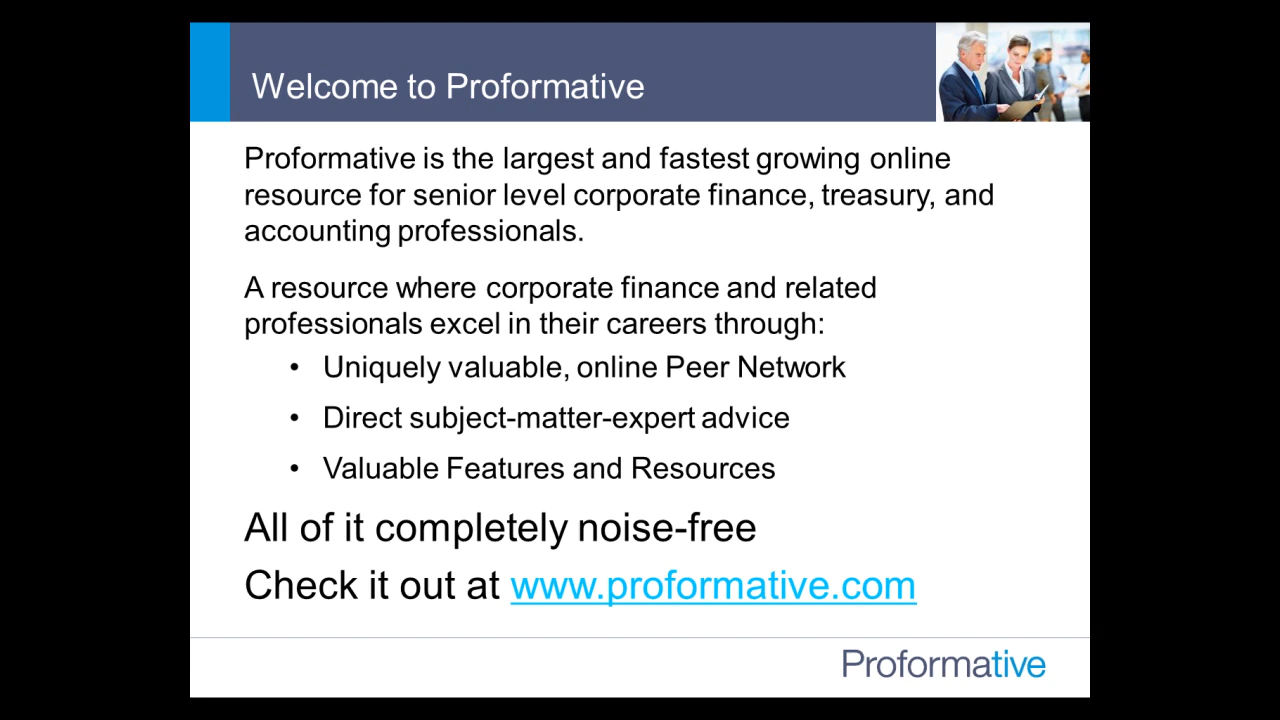 Welcome to Proformative
Proformative is the largest and fastest growing online
resource for senior level corporate finance, treasury, and
accounting professionals.
A resource where corporate finance and related
professionals excel in their careers through:
• Uniquely valuable, online Peer Network
• Direct subject-matter-expert advice
• Valuable Features and Resources
All of it completely noise-free
Check it out at www.proformative.com
Proformative